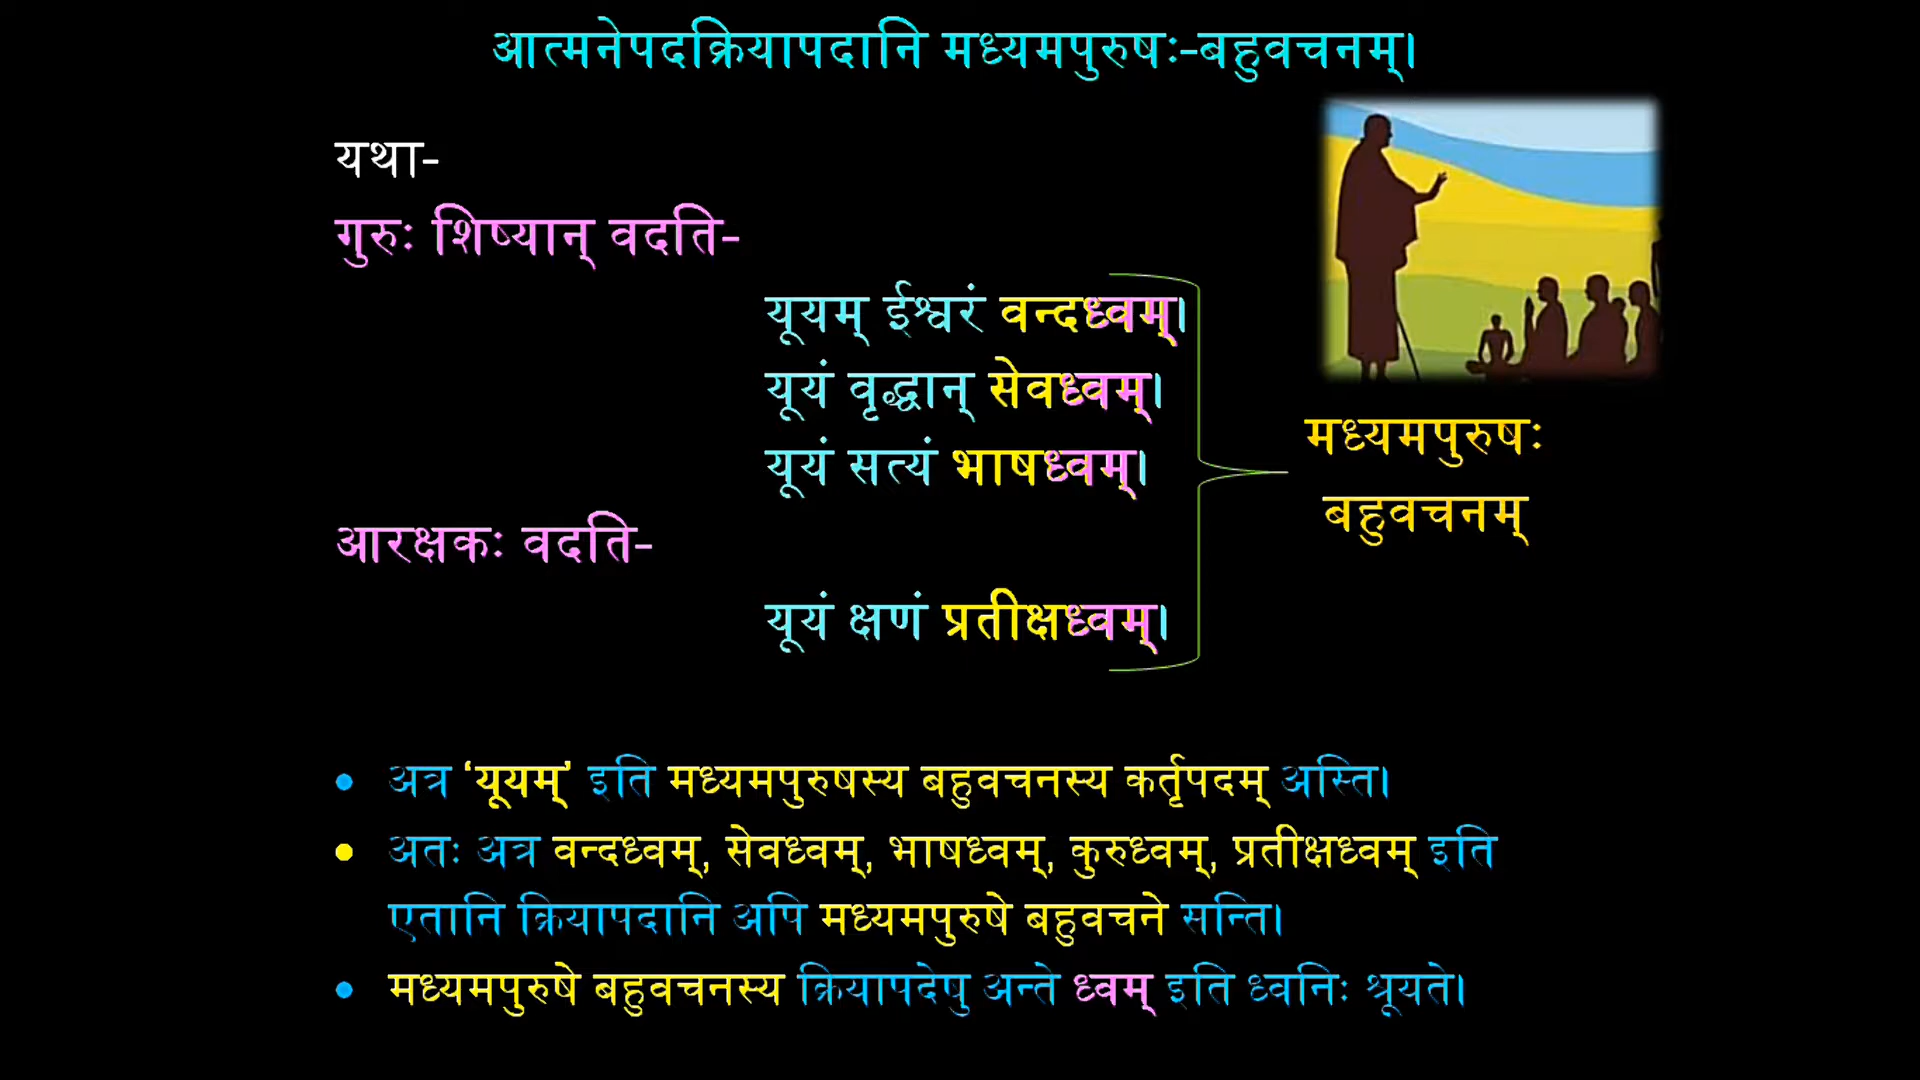 आत्मनेपदक्रियापदानि मध्यमपुरुषः-बहुवचनम्।
यथा-
गुरुः शिष्यान् वदति-
यूयम् ईश्वरं वन्दध्वम्।
यूयं वृद्धान् सेवध्वम्।
यूयं सत्यं भाषध्वम्।
मध्यमपुरुषः
बहुवचनम्
आरक्षकः वदति-
यूयं क्षणं प्रतीक्षध्वम्।
• अत्र ‘यूयम्’ इति मध्यमपुरुषस्य बहुवचनस्य कर्तृपदम् अस्ति।
• अतः अत्र वन्दध्वम्, सेवध्वम्, भाषध्वम्, कुरुध्वम्, प्रतीक्षध्वम् इति
एतानि क्रियापदानि अपि मध्यमपुरुषे बहुवचने सन्ति।
• मध्यमपुरुषे बहुवचनस्य क्रियापदेषु अन्ते ध्वम् इति ध्वनिः श्रूयते।